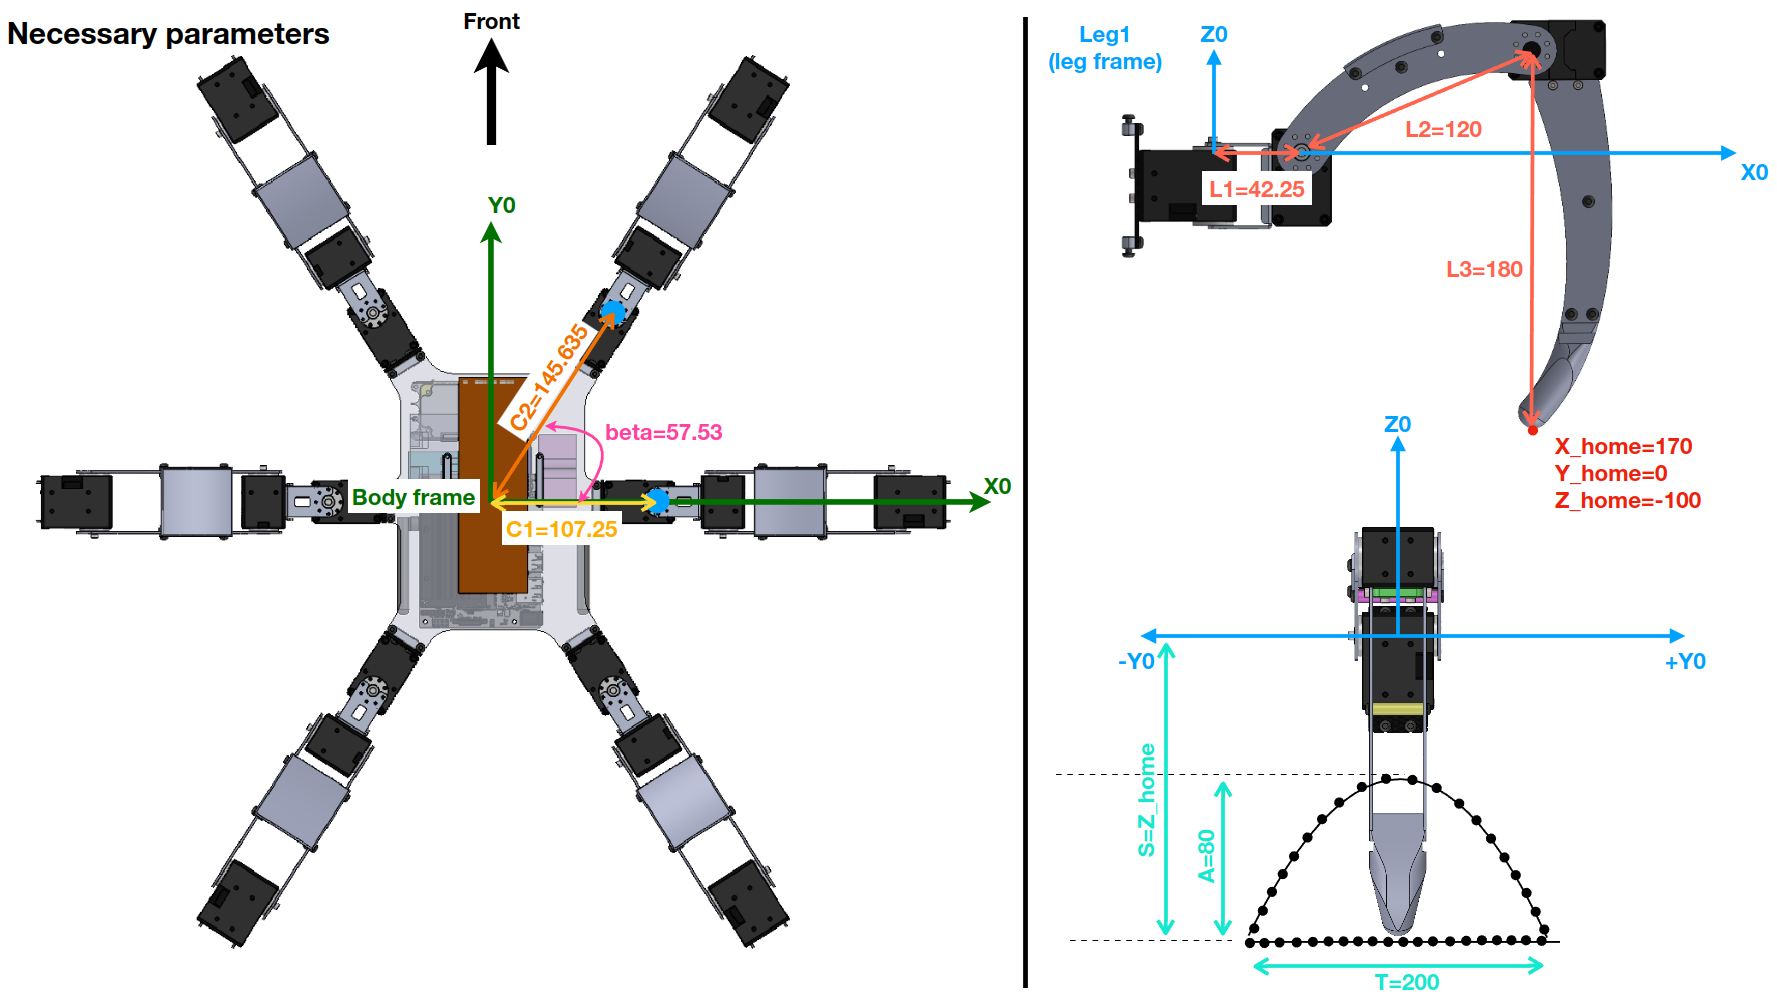 Necessary parameters
Front
Y0
C2=145.635
beta=57.53
X0
Body frame
C1=107.25
Leg1
(leg frame)
Z0
L2=120
X0
L1=42.25
L3=180
Z0
X_home=170
Y_home=0
Z_home=-100
-Y0
+Y0
S=Z_home
A=80
T=200